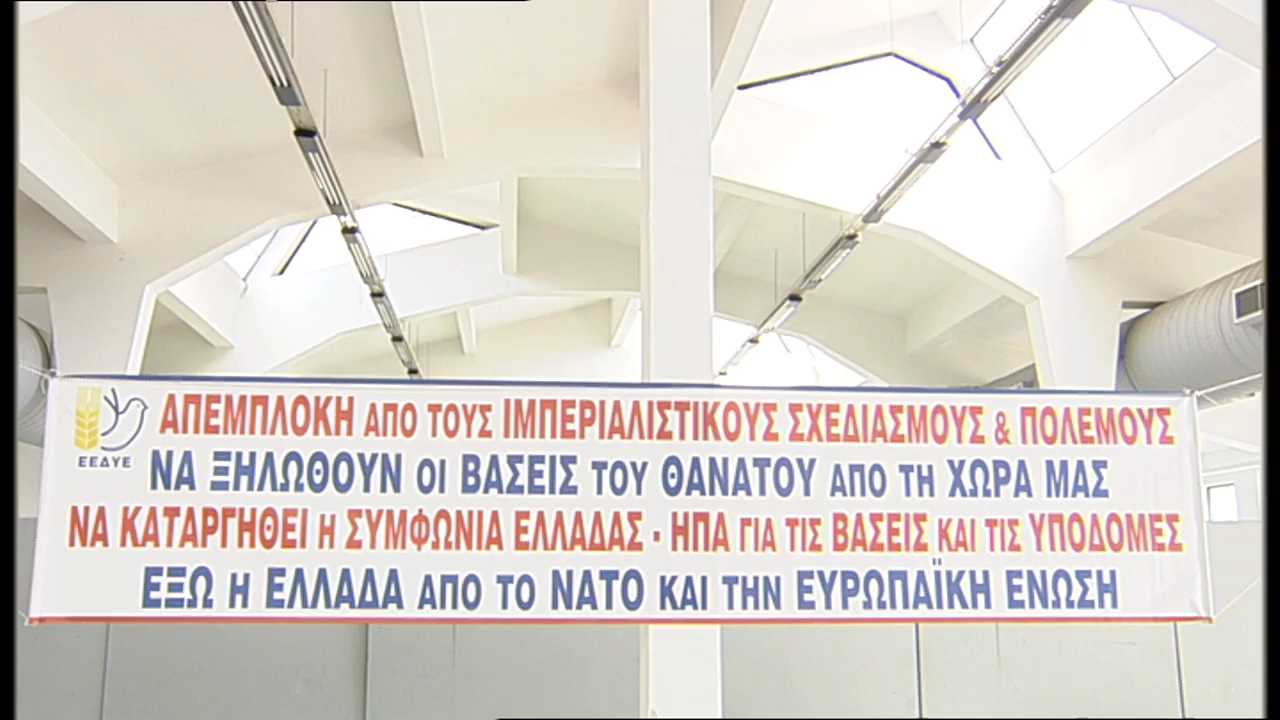 ΑΠΕΜΠΛΟΚΗ ΑΠΟ ΤΟΥΣ ΙΜΠΕΡΙΑΛΙΣΤΙΚΟΥΣ ΣΧΕΔΙΑΣΜΟΥΣ & ΠΟΛΕΜΟΥΣ
ΕΕΔΥΕ
ΝΑ ΞΗΛΩΘΟΥΝ ΟΙ ΒΑΣΕΙΣ ΤΟΥ ΘΑΝΑΤΟΥ ΑΠΟ ΤΗ ΧΩΡΑ ΜΑΣ
ΝΑ ΚΑΤΑΡΓΗΘΕΙ Η ΣΥΜΦΩΝΙΑ ΕΛΛΑΔΑΣ - ΗΠΑ ΓΙΑ ΤΙΣ ΒΑΣΕΙΣ ΚΑΙ ΤΙΣ ΥΠΟΔΟΜΕΣ
ΕΞΩ Η ΕΛΛΑΔΑ ΑΠΟ ΤΟ ΝΑΤΟ ΚΑΙ ΤΗΝ ΕΥΡΩΠΑΪΚΗ ΕΝΩΣΗ